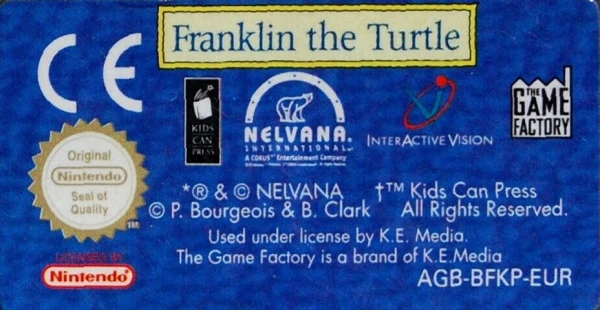 CE
Franklin the Turtle
KIDS
CAN
PRESS
NELVANA®
INTERNATIONAL
A CORUS™ Entertainment Company
INTERACTIVE VISION
THE
GAME
FACTORY
Original
Nintendo
Seal of
Quality
TM
*® & © NELVANA †™ Kids Can Press
© P. Bourgeois & B. Clark All Rights Reserved.
Used under license by K.E. Media.
The Game Factory is a brand of K.E.Media
LICENSED BY
Nintendo
AGB-BFKP-EUR